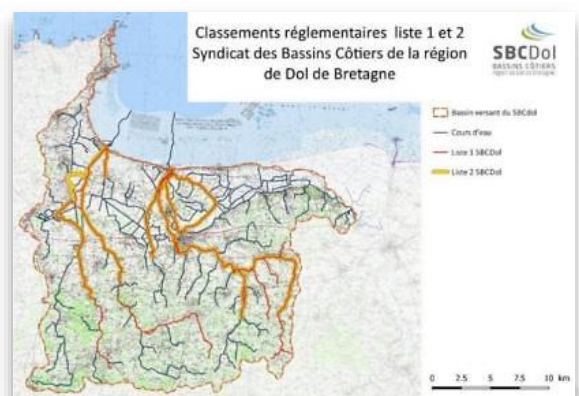 Classements réglementaires liste 1 et 2
Syndicat des Bassins Côtiers de la région
de Dol de Bretagne
SBCDol
BASSINS CÔTIERS
Bassin versant du SBCdol
Cours d'eau
Liste 1 SBCDol
Liste 2 SBCDol
0 2.5 5 7.5 10 km